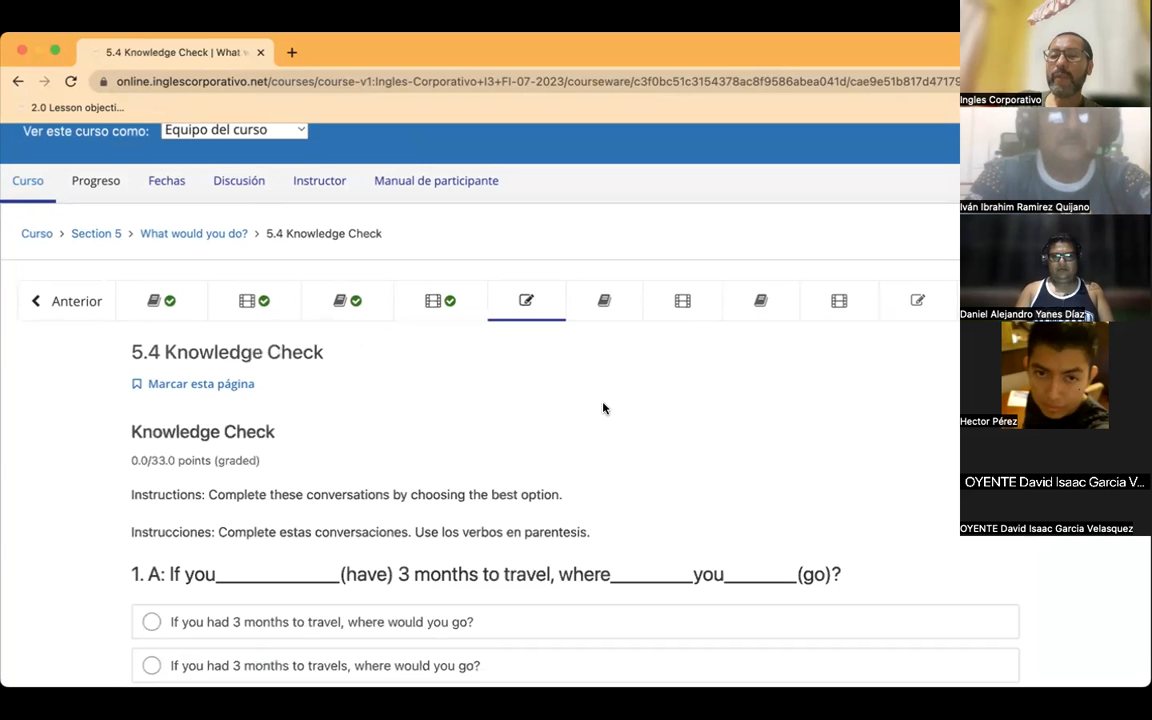 5.4 Knowledge Check | What
online.inglescorporativo.net/courses/course-v1:Ingles-Corporativo+I3+FI-07-2023/courseware/c3f0bc51c3154378ac8f9586abea041d/cae9e51b817d47179
2.0 Lesson objecti...
Ver este curso como: Equipo del curso
Curso Progreso Fechas Discusión Instructor Manual de participante
Curso > Section 5 > What would you do? > 5.4 Knowledge Check
Anterior
5.4 Knowledge Check
Marcar esta página
Knowledge Check
0.0/33.0 points (graded)
Instructions: Complete these conversations by choosing the best option.
Instrucciones: Complete estas conversaciones. Use los verbos en parentesis.
1. A: If you____________(have) 3 months to travel, where________you_______(go)?
If you had 3 months to travel, where would you go?
If you had 3 months to travels, where would you go?
Ingles Corporativo
Iván Ibrahim Ramirez Quijano
Daniel Alejandro Yanes Díaz
Hector Pérez
OYENTE David Isaac Garcia V...
OYENTE David Isaac Garcia Velasquez